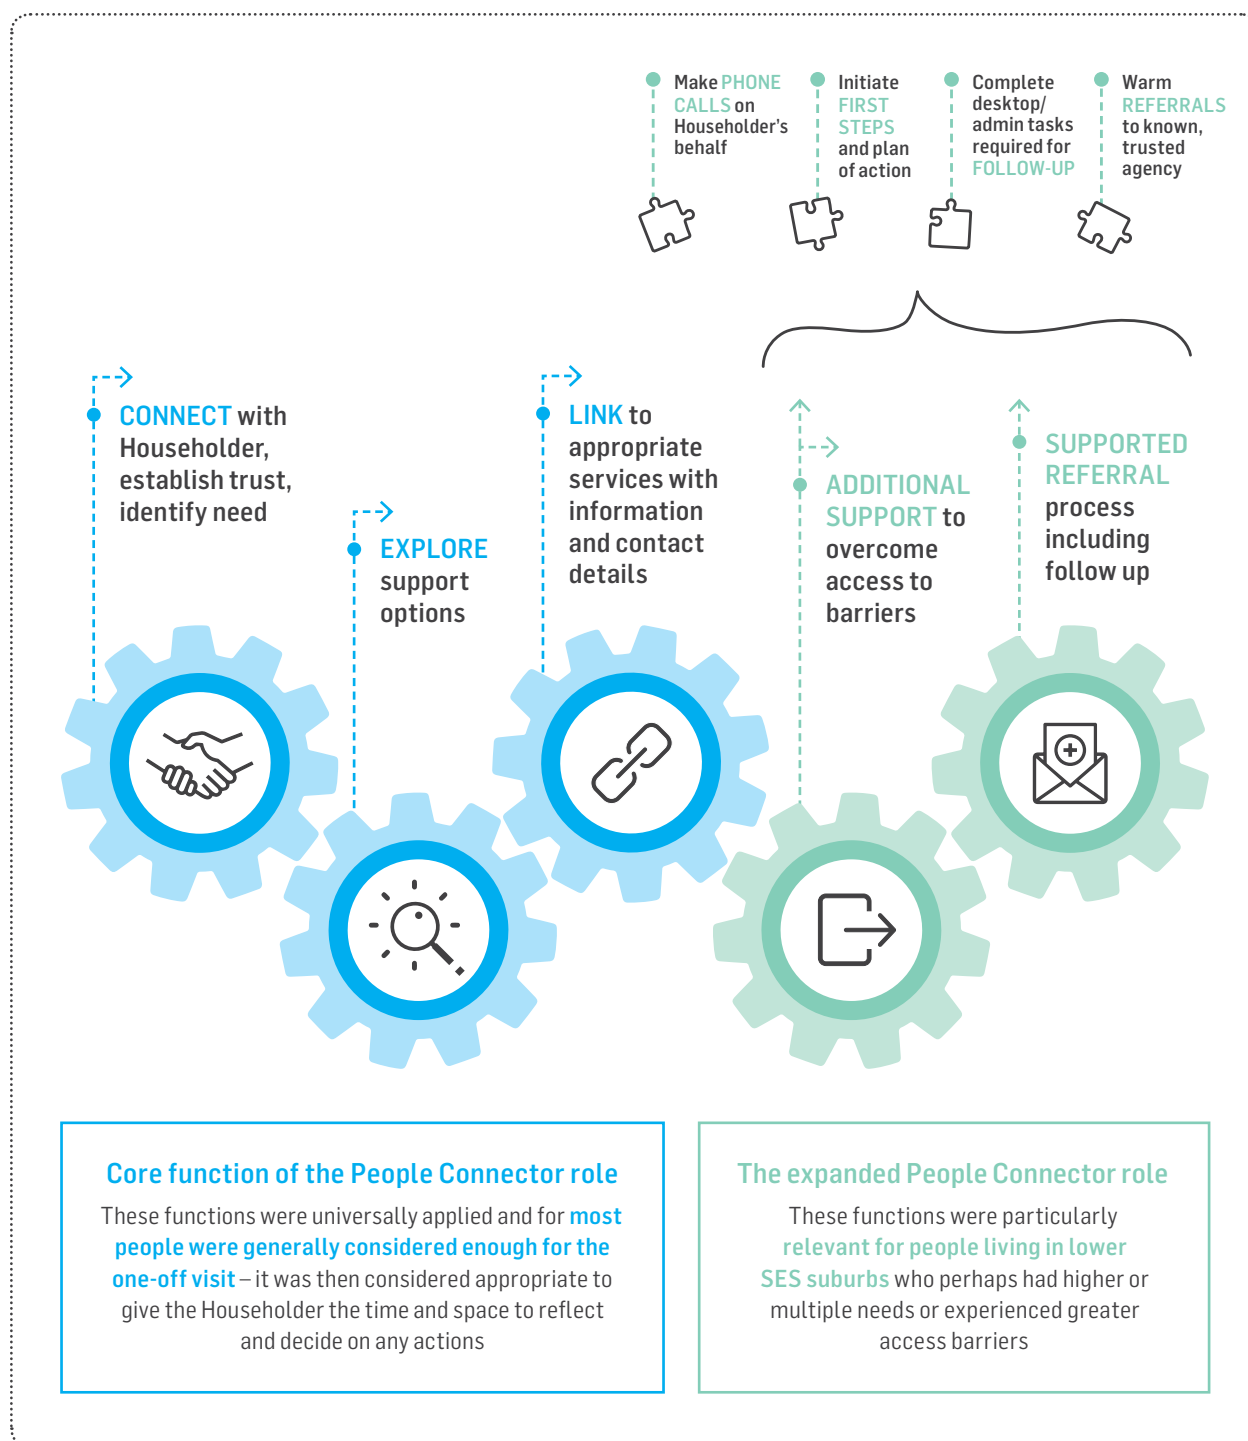 Make PHONE
CALLS on
Householder's
behalf
Initiate
FIRST
STEPS
and plan
of action
Complete
desktop/
admin tasks
required for
FOLLOW-UP
Warm
REFERRALS
to known,
trusted
agency
CONNECT with
Householder,
establish trust,
identify need
EXPLORE
support
options
LINK to
appropriate
services with
information
and contact
details
ADDITIONAL
SUPPORT to
overcome
access to
barriers
SUPPORTED
REFERRAL
process
including
follow up
Core function of the People Connector role
These functions were universally applied and for most
people were generally considered enough for the
one-off visit – it was then considered appropriate to
give the Householder the time and space to reflect
and decide on any actions
The expanded People Connector role
These functions were particularly
relevant for people living in lower
SES suburbs who perhaps had higher or
multiple needs or experienced greater
access barriers